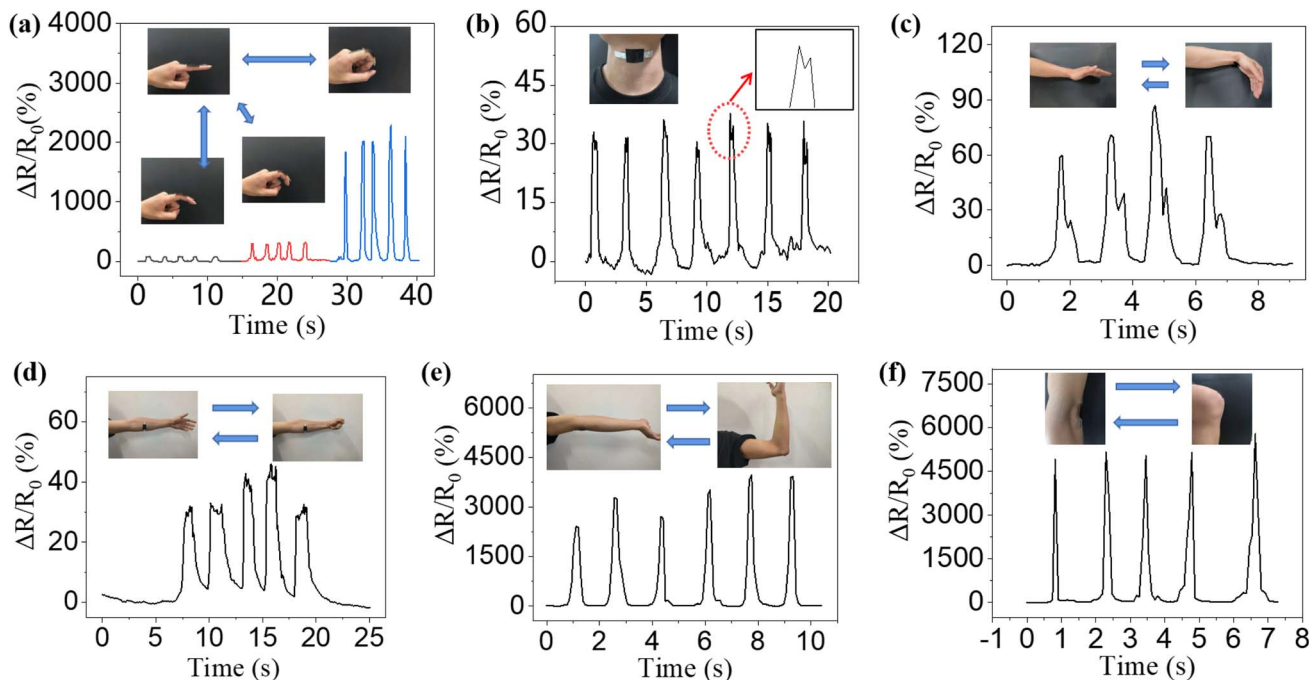 (a)
ΔR/R0(%)
4000
3000
2000
1000
0
0 10 20 30 40
Time (s)
(b)
ΔR/R0 (%)
60
45
30
15
0
0 5 10 15 20
Time (s)
(c)
ΔR/R0 (%)
120
90
60
30
0
0 2 4 6 8
Time (s)
(d)
ΔR/R0 (%)
60
40
20
0
0 5 10 15 20 25
Time (s)
(e)
ΔR/R0 (%)
6000
4500
3000
1500
0
0 2 4 6 8 10
Time (s)
(f)
ΔR/R0 (%)
7500
6000
4500
3000
1500
0
-1 0 1 2 3 4 5 6 7 8
Time (s)